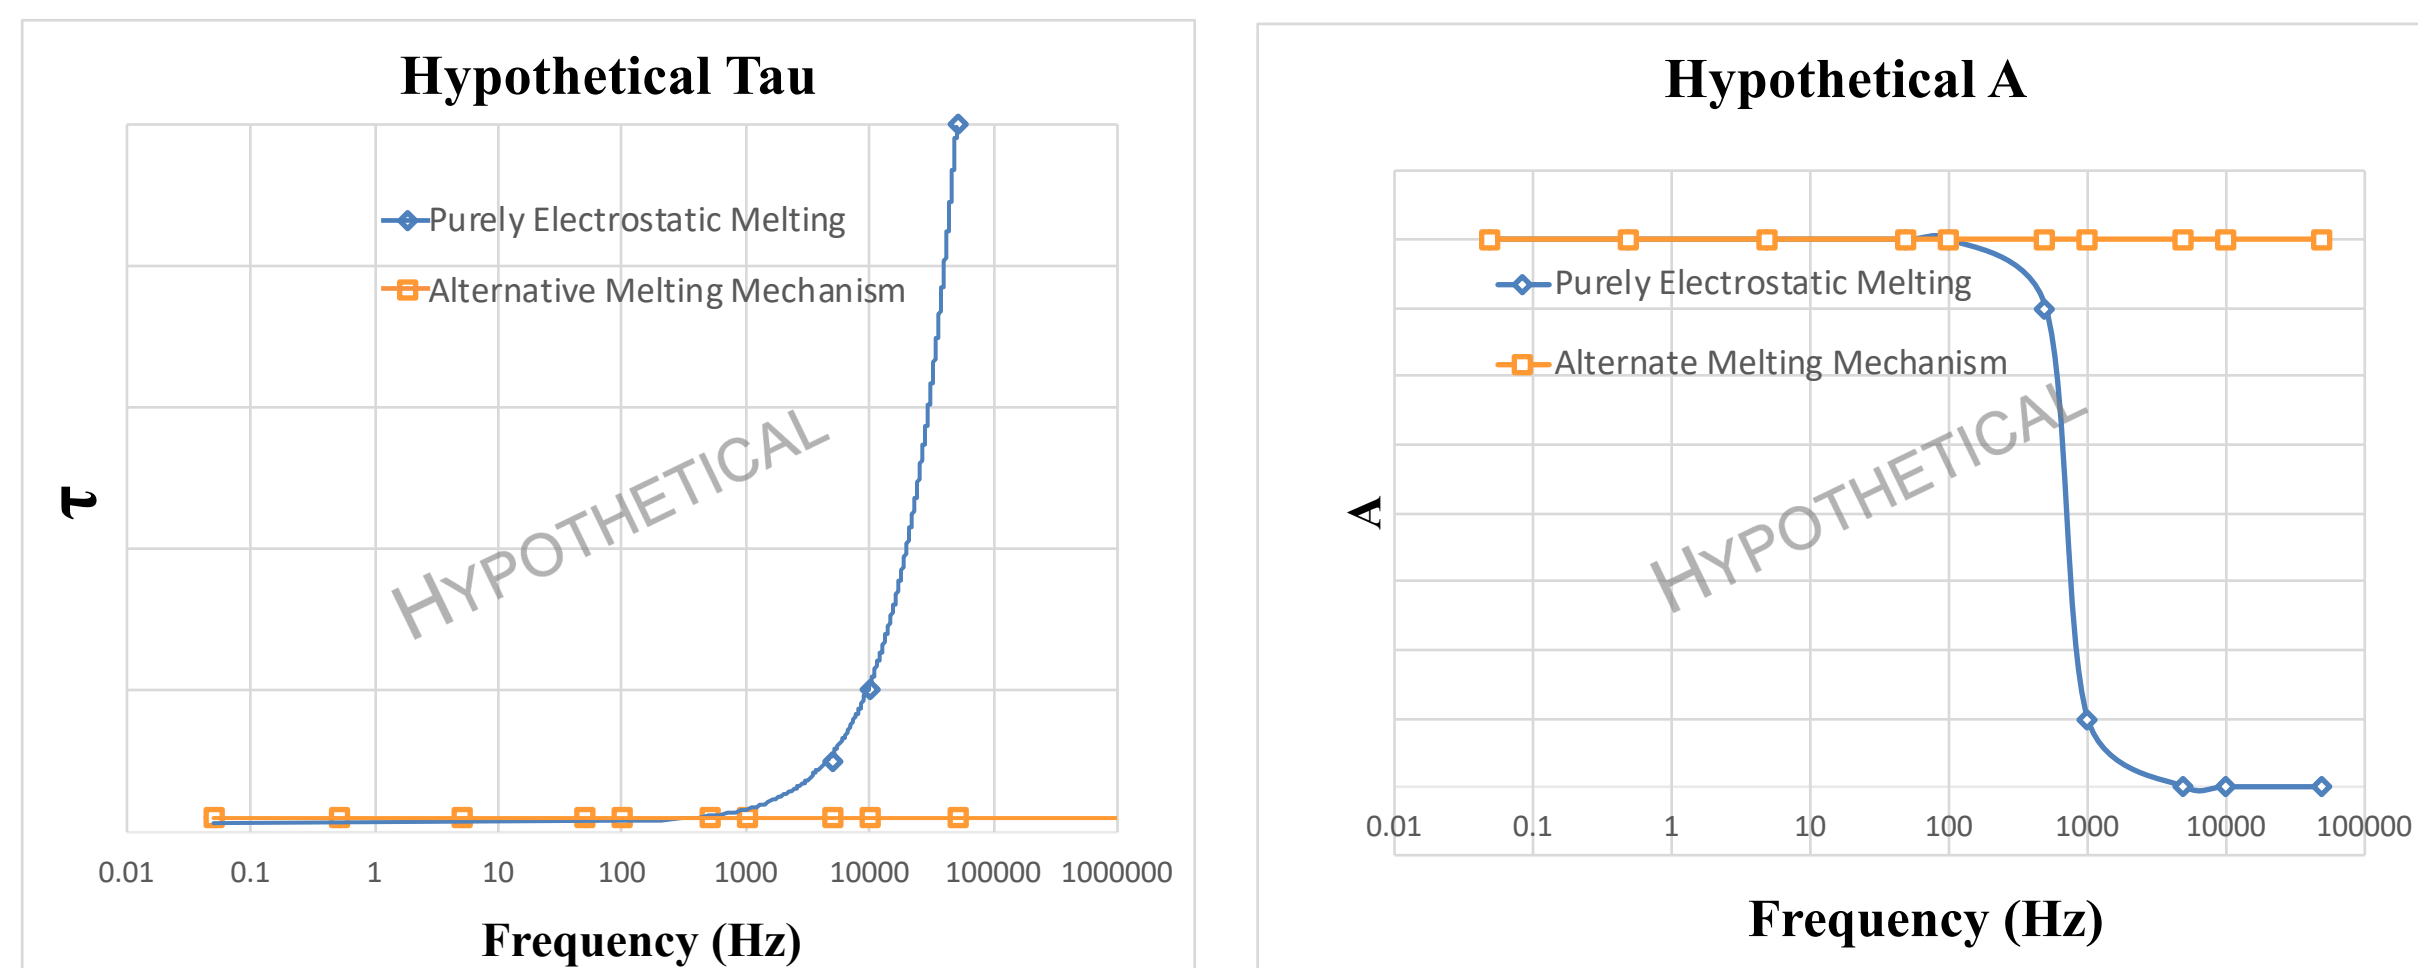 Hypothetical Tau
Purely Electrostatic Melting
Alternative Melting Mechanism
HYPOTHETICAL
τ
0.01 0.1 1 10 100 1000 10000 100000 1000000
Frequency (Hz)
Hypothetical A
Purely Electrostatic Melting
Alternate Melting Mechanism
HYPOTHETICAL
A
0.01 0.1 1 10 100 1000 10000 100000
Frequency (Hz)